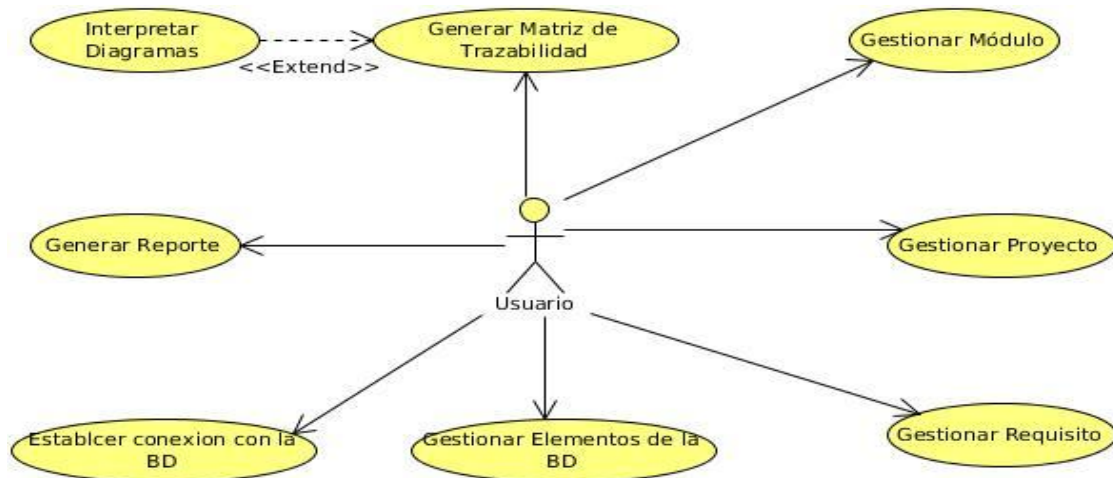 Interpretar
Diagramas
<<Extend>>
Generar Matriz de
Trazabilidad
Gestionar Módulo
Generar Reporte
Gestionar Proyecto
Usuario
Establcer conexion con la
BD
Gestionar Elementos de la
BD
Gestionar Requisito